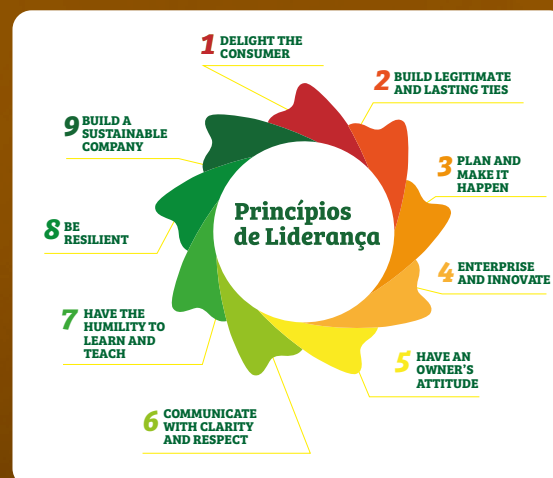 1 DELIGHT THE
CONSUMER
2 BUILD LEGITIMATE
AND LASTING TIES
3 PLAN AND
MAKE IT
HAPPEN
4 ENTERPRISE
AND INNOVATE
5 HAVE AN
OWNER'S
ATTITUDE
6 COMMUNICATE
WITH CLARITY
AND RESPECT
7 HAVE THE
HUMILITY TO
LEARN AND
TEACH
8 BE
RESILIENT
9 BUILD A
SUSTAINABLE
COMPANY
Princípios
de Liderança